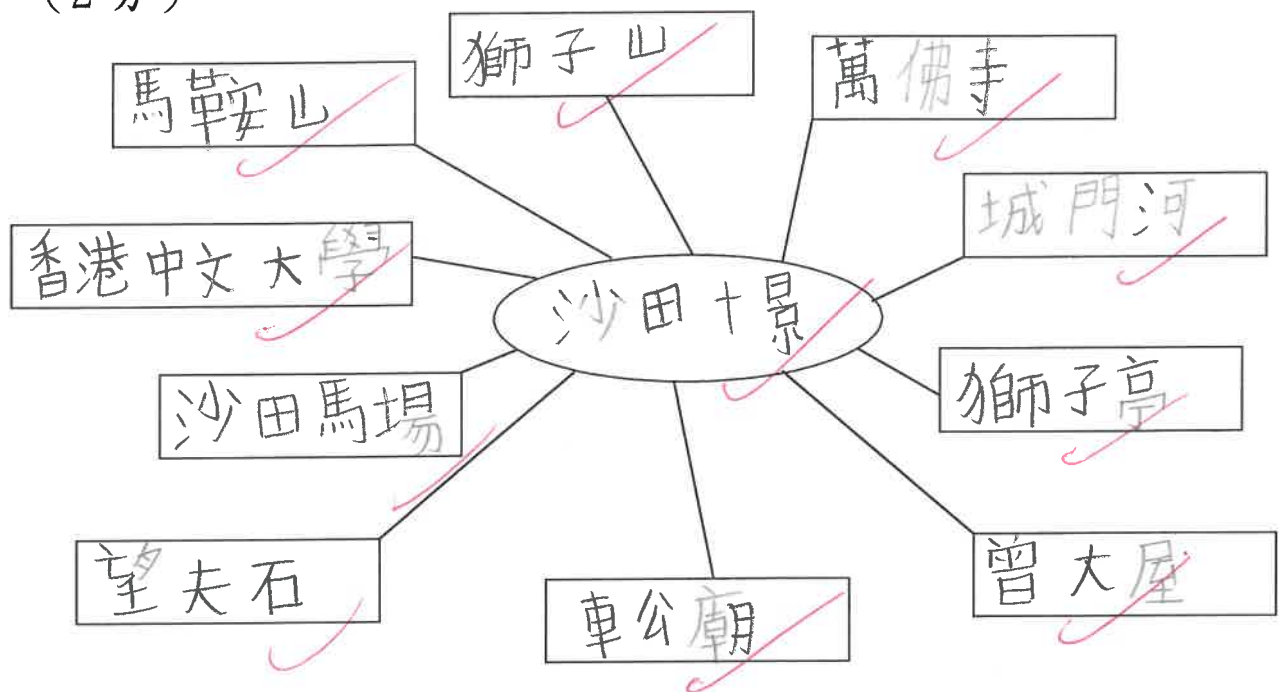 (2分)
獅子山
萬佛寺
馬鞍山
城門河
香港中文大學
沙田十景
獅子亭
沙田馬場
望夫石
曾大屋
車公廟